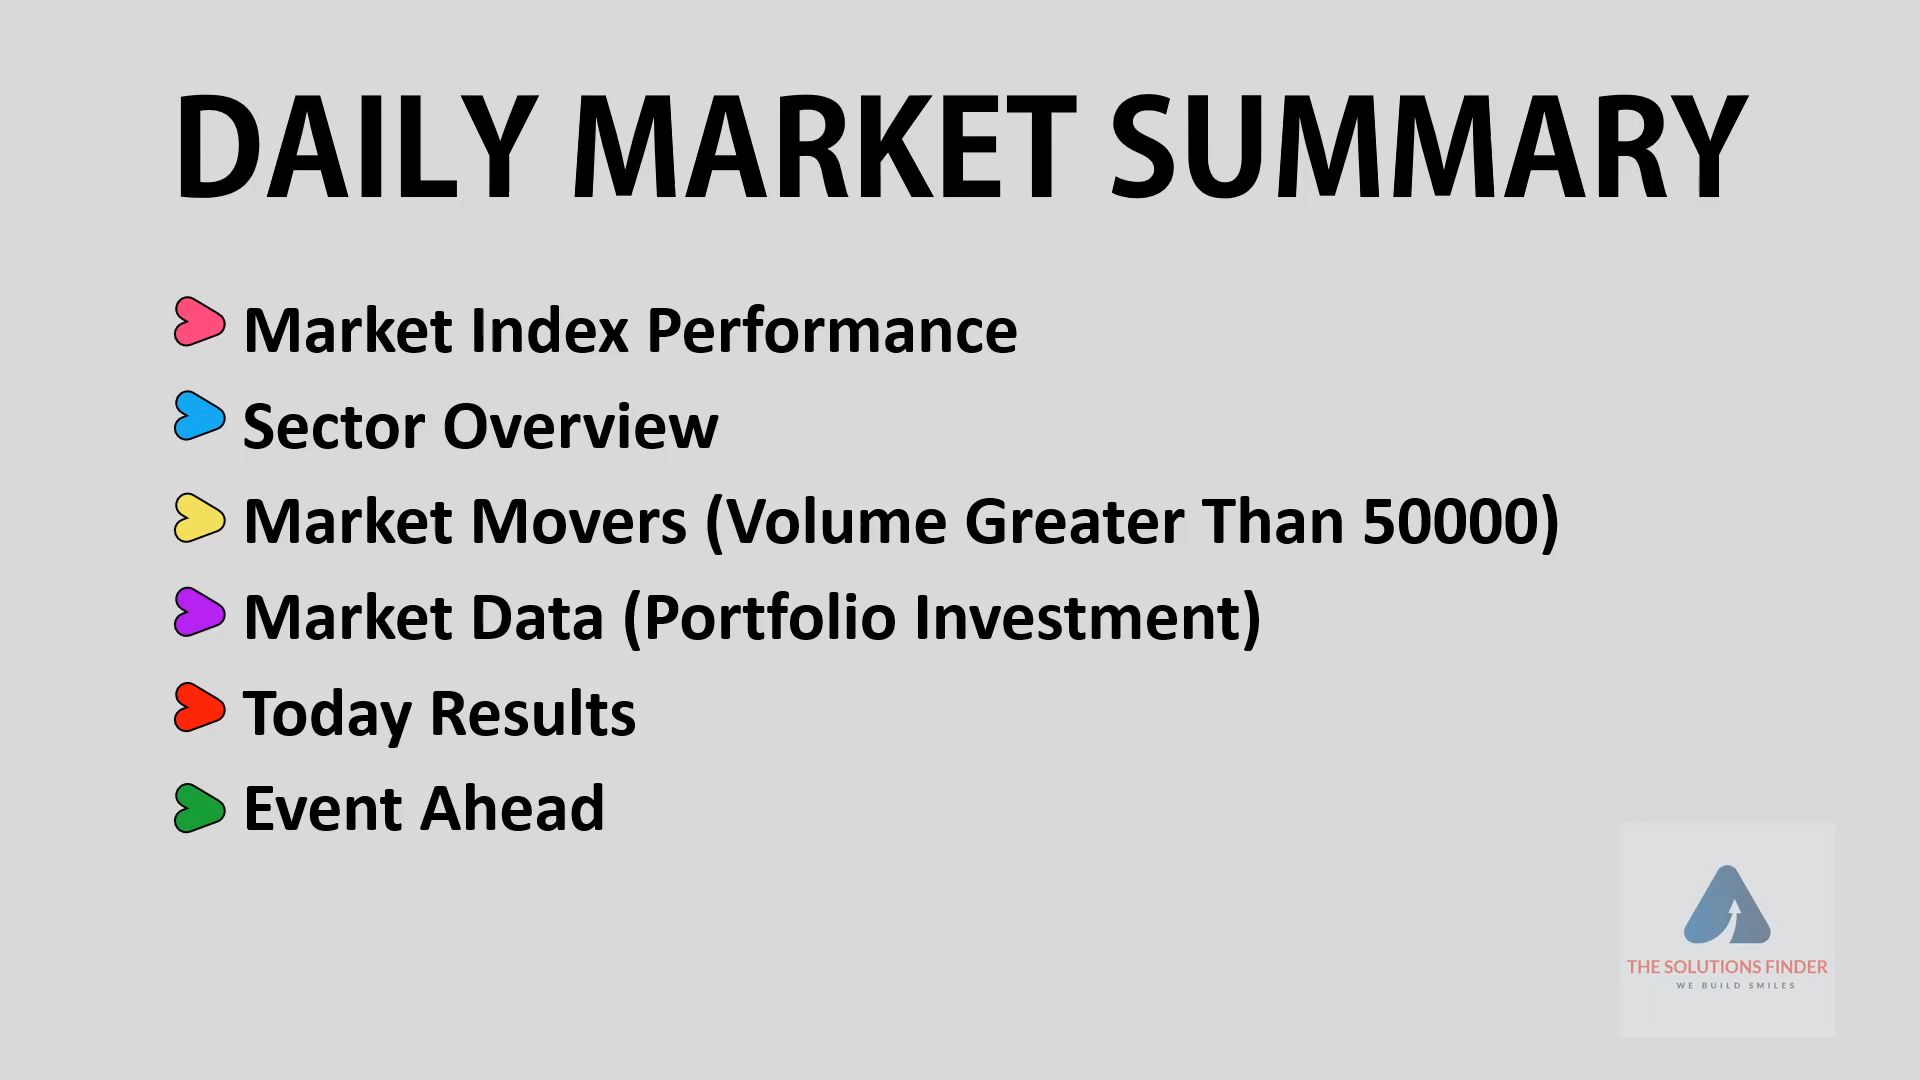 DAILY MARKET SUMMARY
Market Index Performance
Sector Overview
Market Movers (Volume Greater Than 50000)
Market Data (Portfolio Investment)
Today Results
Event Ahead
THE SOLUTIONS FINDER
WE BUILD SMILES